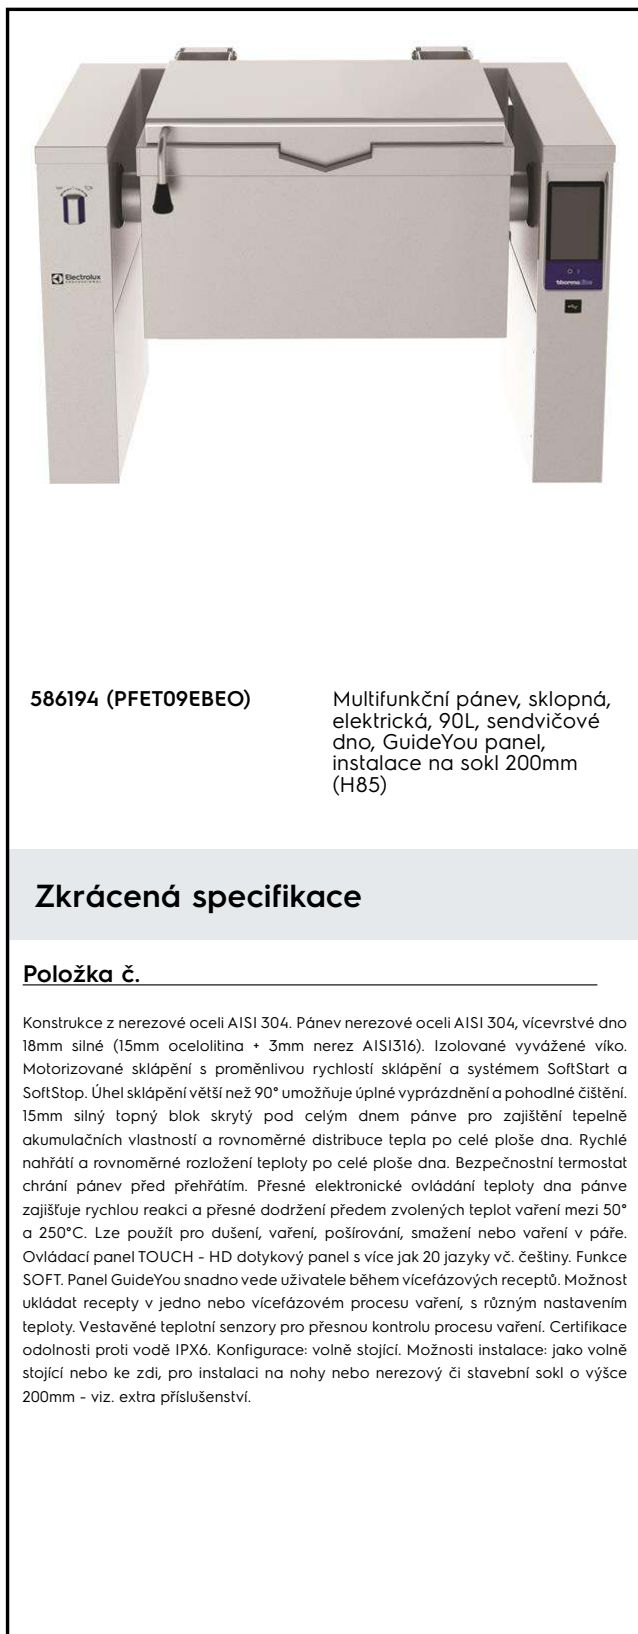 Electrolux
PROFESSIONAL
thermaline
586194 (PFET09EBEO)
Multifunkční pánev, sklopná,
elektrická, 90L, sendvičové
dno, GuideYou panel,
instalace na sokl 200mm
(H85)
Zkrácená specifikace
Položka č.
Konstrukce z nerezové oceli AISI 304. Pánev nerezové oceli AISI 304, vícevrstvé dno
18mm silné (15mm ocelolitina + 3mm nerez AISI316). Izolované vyvážené víko.
Motorizované sklápění s proměnlivou rychlostí sklápění a systémem SoftStart a
SoftStop. Úhel sklápění větší než 90° umožňuje úplné vyprázdnění a pohodlné čištění.
15mm silný topný blok skrytý pod celým dnem pánve pro zajištění tepelně
akumulačních vlastností a rovnoměrné distribuce tepla po celé ploše dna. Rychlé
nahřátí a rovnoměrné rozložení teploty po celé ploše dna. Bezpečnostní termostat
chrání pánev před přehřátím. Přesné elektronické ovládání teploty dna pánve
zajišťuje rychlou reakci a přesné dodržení předem zvolených teplot vaření mezi 50°
a 250°C. Lze použít pro dušení, vaření, pošírování, smažení nebo vaření v páře.
Ovládací panel TOUCH - HD dotykový panel s více jak 20 jazyky vč. češtiny. Funkce
SOFT. Panel GuideYou snadno vede uživatele během vícefázových receptů. Možnost
ukládat recepty v jedno nebo vícefázovém procesu vaření, s různým nastavením
teploty. Vestavěné teplotní senzory pro přesnou kontrolu procesu vaření. Certifikace
odolnosti proti vodě IPX6. Konfigurace: volně stojící. Možnosti instalace: jako volně
stojící nebo ke zdi, pro instalaci na nohy nebo nerezový či stavební sokl o výšce
200mm - viz. extra příslušenství.